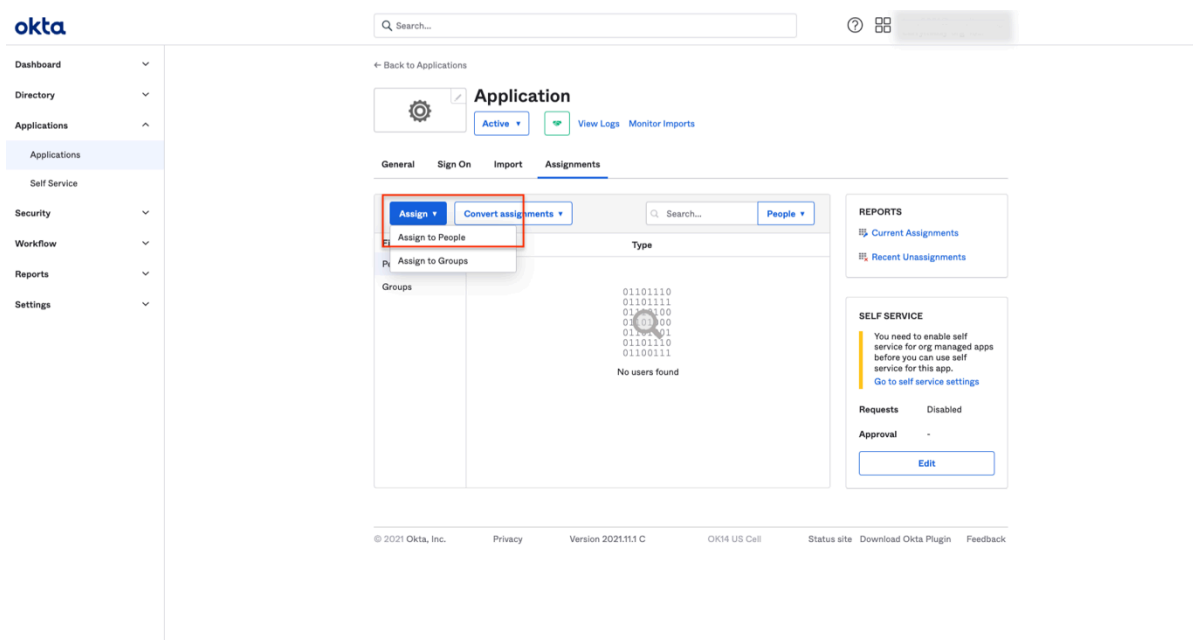 okta
Search...
Dashboard
Directory
Applications
Applications
Self Service
Security
Workflow
Reports
Settings
← Back to Applications
Application
Active ▾
View Logs
Monitor Imports
General
Sign On
Import
Assignments
Assign ▾
Convert assignments ▾
Search...
People ▾
Assign to People
Assign to Groups
Type
Groups
01101110
01101111
01101000
01101001
01101110
01100111
No users found
REPORTS
Current Assignments
Recent Unassignments
SELF SERVICE
You need to enable self
service for org managed apps
before you can use self
service for this app.
Go to self service settings
Requests Disabled
Approval -
Edit
© 2021 Okta, Inc.
Privacy
Version 2021.11.1 C
OK14 US Cell
Status site
Download Okta Plugin
Feedback